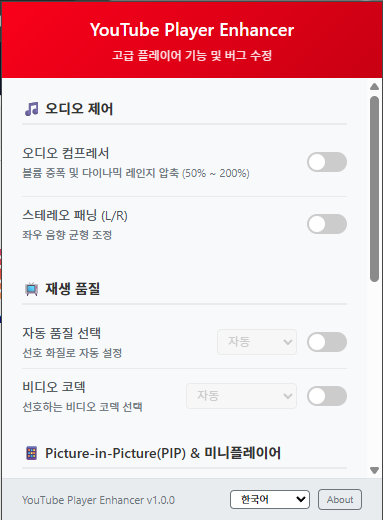 YouTube Player Enhancer
고급 플레이어 기능 및 버그 수정
오디오 제어
오디오 컴프레서
볼륨 증폭 및 다이나믹 레인지 압축 (50% ~ 200%)
스테레오 패닝 (L/R)
좌우 음향 균형 조정
재생 품질
자동 품질 선택
선호 화질로 자동 설정
자동
비디오 코덱
선호하는 비디오 코덱 선택
자동
Picture-in-Picture(PIP) & 미니플레이어
YouTube Player Enhancer v1.0.0
한국어
About